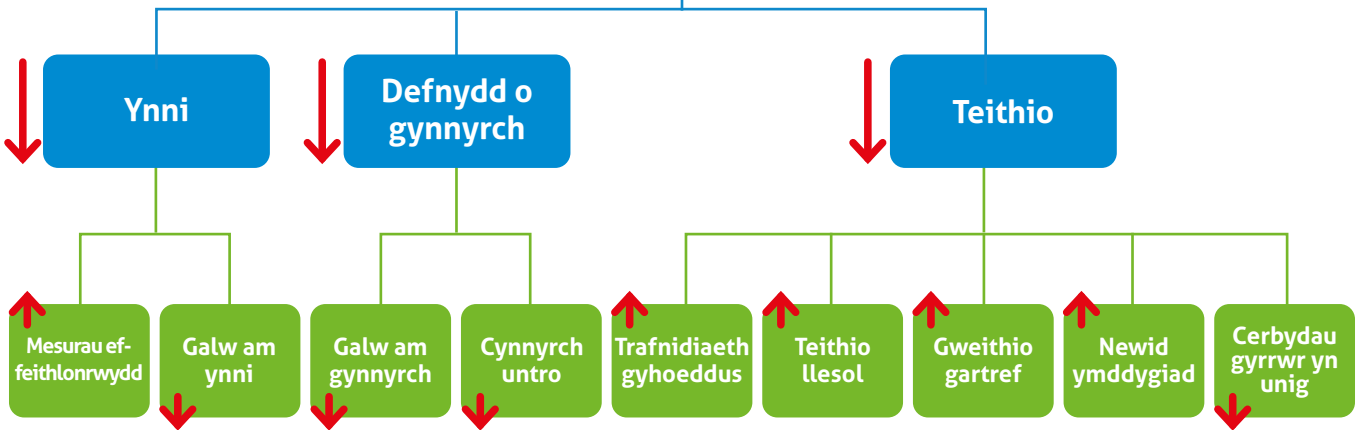 Ynni
Defnydd o
gynnyrch
Teithio
Mesurau ef-
feithlonrwydd
Galw am
ynni
Galw am
gynnyrch
Cynnyrch
untro
Trafnidiaeth
gyhoeddus
Teithio
llesol
Gweithio
gartref
Newid
ymddygiad
Cerbydau
gyrrwr yn
unig